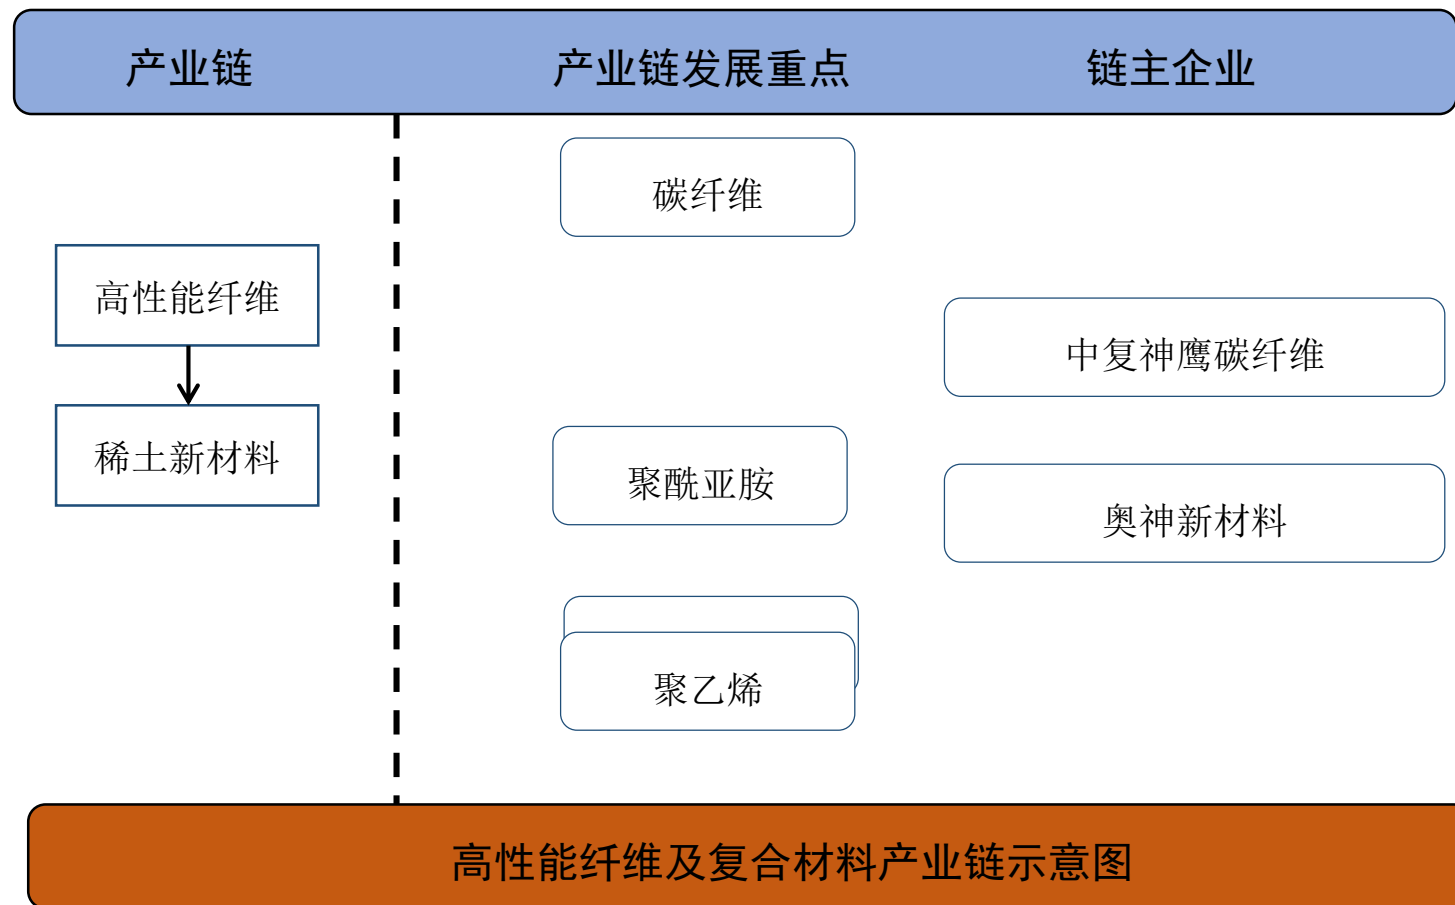 产业链
产业链发展重点
链主企业
碳纤维
高性能纤维
中复神鹰碳纤维
稀土新材料
聚酰亚胺
奥神新材料
聚乙烯
高性能纤维及复合材料产业链示意图